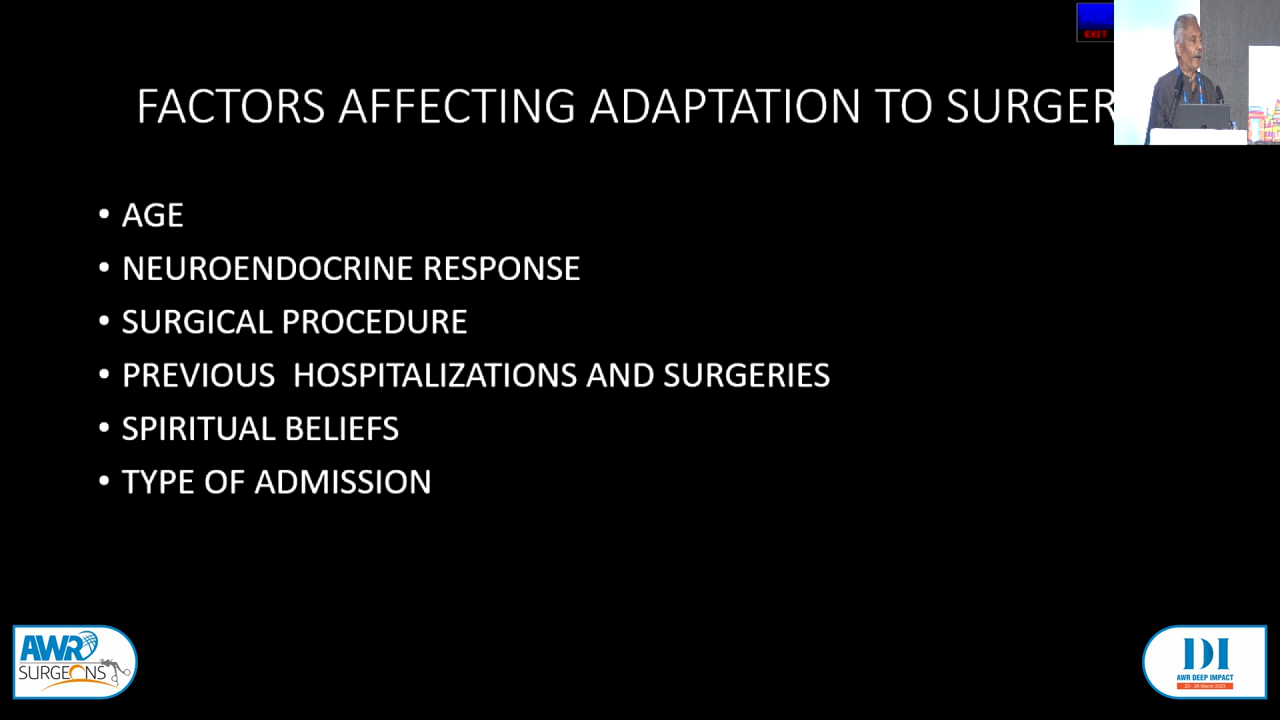 EXIT
FACTORS AFFECTING ADAPTATION TO SURGER
• AGE
• NEUROENDOCRINE RESPONSE
• SURGICAL PROCEDURE
• PREVIOUS HOSPITALIZATIONS AND SURGERIES
• SPIRITUAL BELIEFS
• TYPE OF ADMISSION
AWR
SURGEONS
DI
AWR DEEP IMPACT